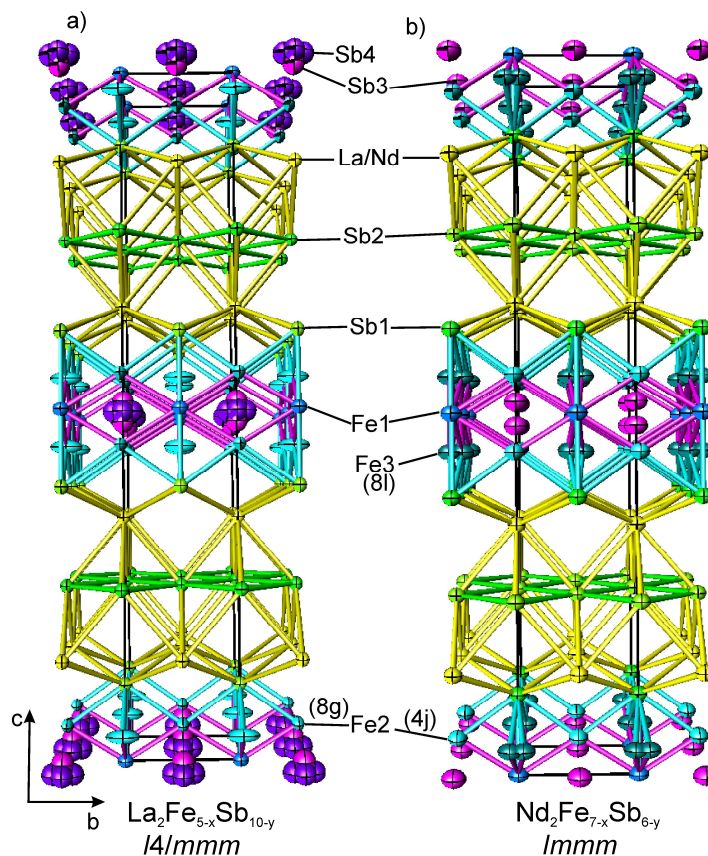 a)
b)
Sb4
Sb3
La/Nd
Sb2
Sb1
Fe1
Fe3
(8l)
(8g) Fe2 (4j)
c
b
La₂Fe₅₋ₓSb₁₀₋ᵧ
I4/mmm
Nd₂Fe₇₋ₓSb₆₋ᵧ
Immm